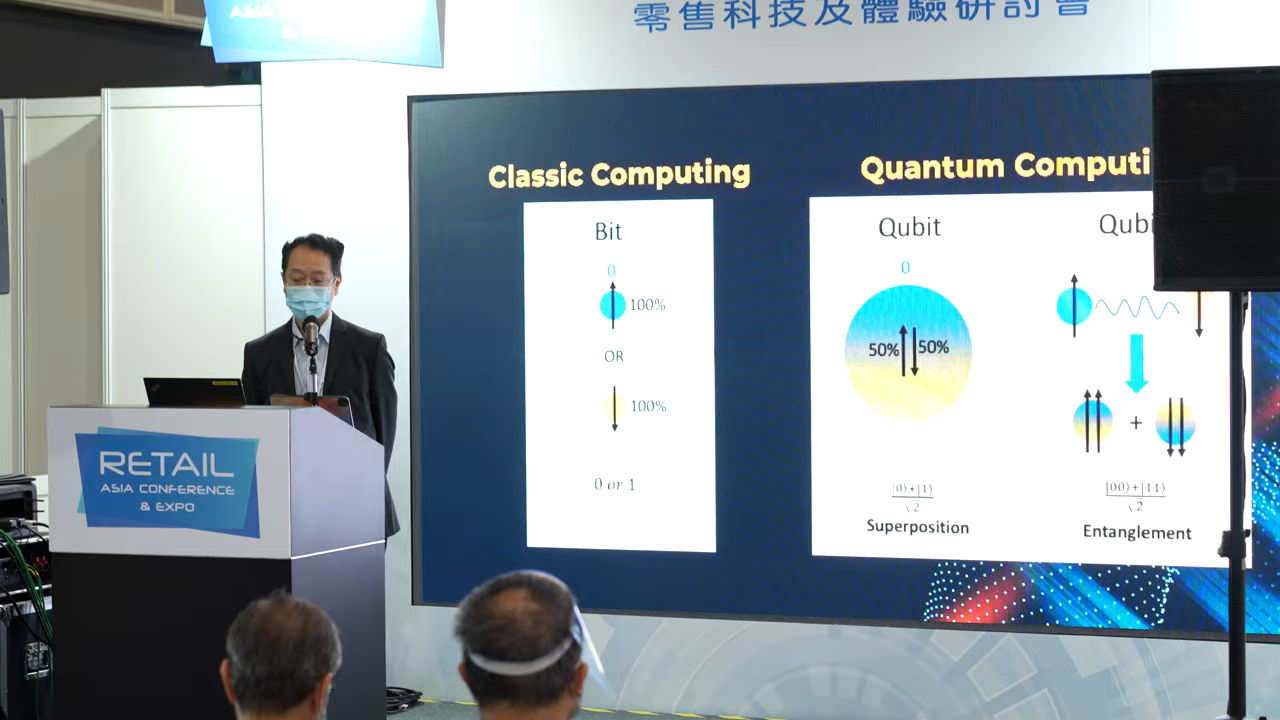 ASIA
&
零售科技及體驗研討會
Classic Computing
Quantum Computi
Bit
0
100%
OR
100%
0 or 1
Qubit
0
50%
50%
|0⟩+|1⟩
√2
Superposition
Qubi
+
|00⟩+|11⟩
√2
Entanglement
RETAIL
ASIA CONFERENCE
& EXPO